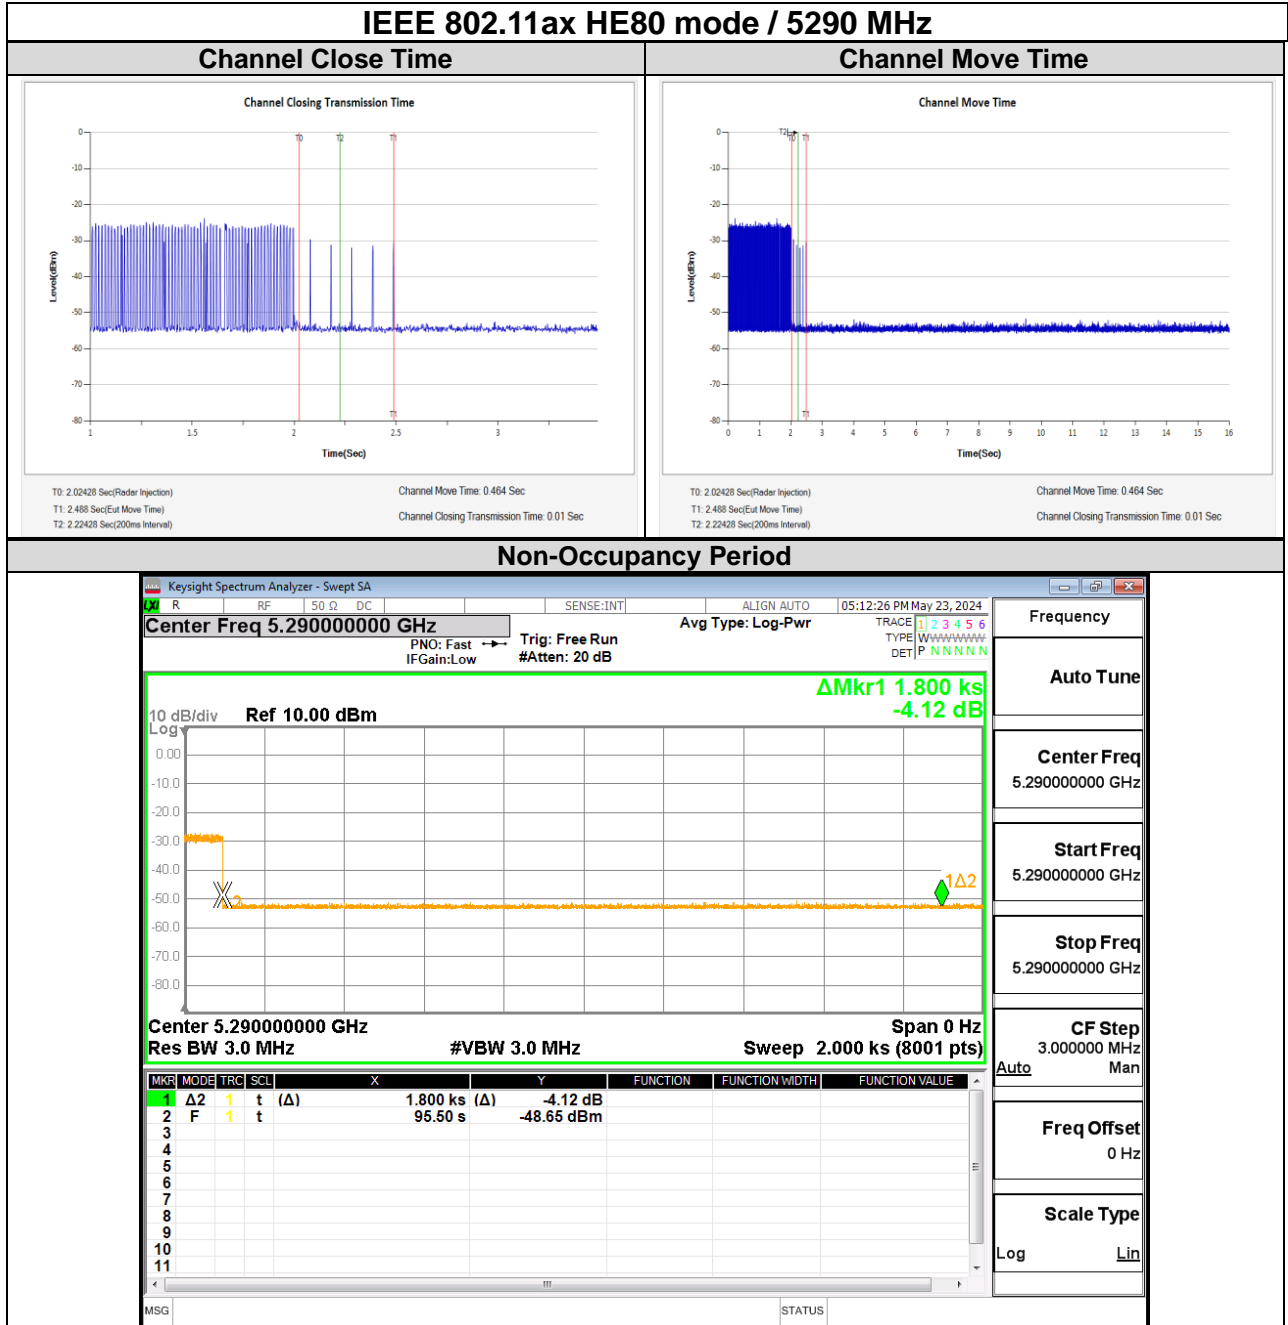 IEEE 802.11ax HE80 mode / 5290 MHz
Channel Close Time
Channel Move Time
Channel Closing Transmission Time
T0 T2 T1
0
-10
-20
-30
-40
-50
-60
-70
-80
Level(dBm)
T1
1 1.5 2 2.5 3
Time(Sec)
T0: 2.02428 Sec(Radar Injection)
T1: 2.488 Sec(Eut Move Time)
T2: 2.22428 Sec(200ms Interval)
Channel Move Time: 0.464 Sec
Channel Closing Transmission Time: 0.01 Sec
Channel Move Time
T2 T0 T1
0
-10
-20
-30
-40
-50
-60
-70
-80
Level(dBm)
T1
0 1 2 3 4 5 6 7 8 9 10 11 12 13 14 15 16
Time(Sec)
T0: 2.02428 Sec(Radar Injection)
T1: 2.488 Sec(Eut Move Time)
T2: 2.22428 Sec(200ms Interval)
Channel Move Time: 0.464 Sec
Channel Closing Transmission Time: 0.01 Sec
Non-Occupancy Period
Keysight Spectrum Analyzer - Swept SA
LXI R RF 50 Ω DC SENSE:INT ALIGN AUTO 05:12:26 PM May 23, 2024
Center Freq 5.290000000 GHz
PNO: Fast
IFGain:Low
Trig: Free Run
#Atten: 20 dB
Avg Type: Log-Pwr
TRACE 1 2 3 4 5 6
TYPE WWWWWW
DET P N N N N N
ΔMkr1 1.800 ks
-4.12 dB
10 dB/div Ref 10.00 dBm
Log
0.00
-10.0
-20.0
-30.0
-40.0
-50.0
-60.0
-70.0
-80.0
2
1Δ2
Center 5.290000000 GHz Span 0 Hz
Res BW 3.0 MHz #VBW 3.0 MHz Sweep 2.000 ks (8001 pts)
MKR MODE TRC SCL X Y FUNCTION FUNCTION WIDTH FUNCTION VALUE
1 Δ2 1 t (Δ) 1.800 ks (Δ) -4.12 dB
2 F 1 t 95.50 s -48.65 dBm
3
4
5
6
7
8
9
10
11
MSG STATUS
Frequency
Auto Tune
Center Freq
5.290000000 GHz
Start Freq
5.290000000 GHz
Stop Freq
5.290000000 GHz
CF Step
3.000000 MHz
Auto Man
Freq Offset
0 Hz
Scale Type
Log Lin